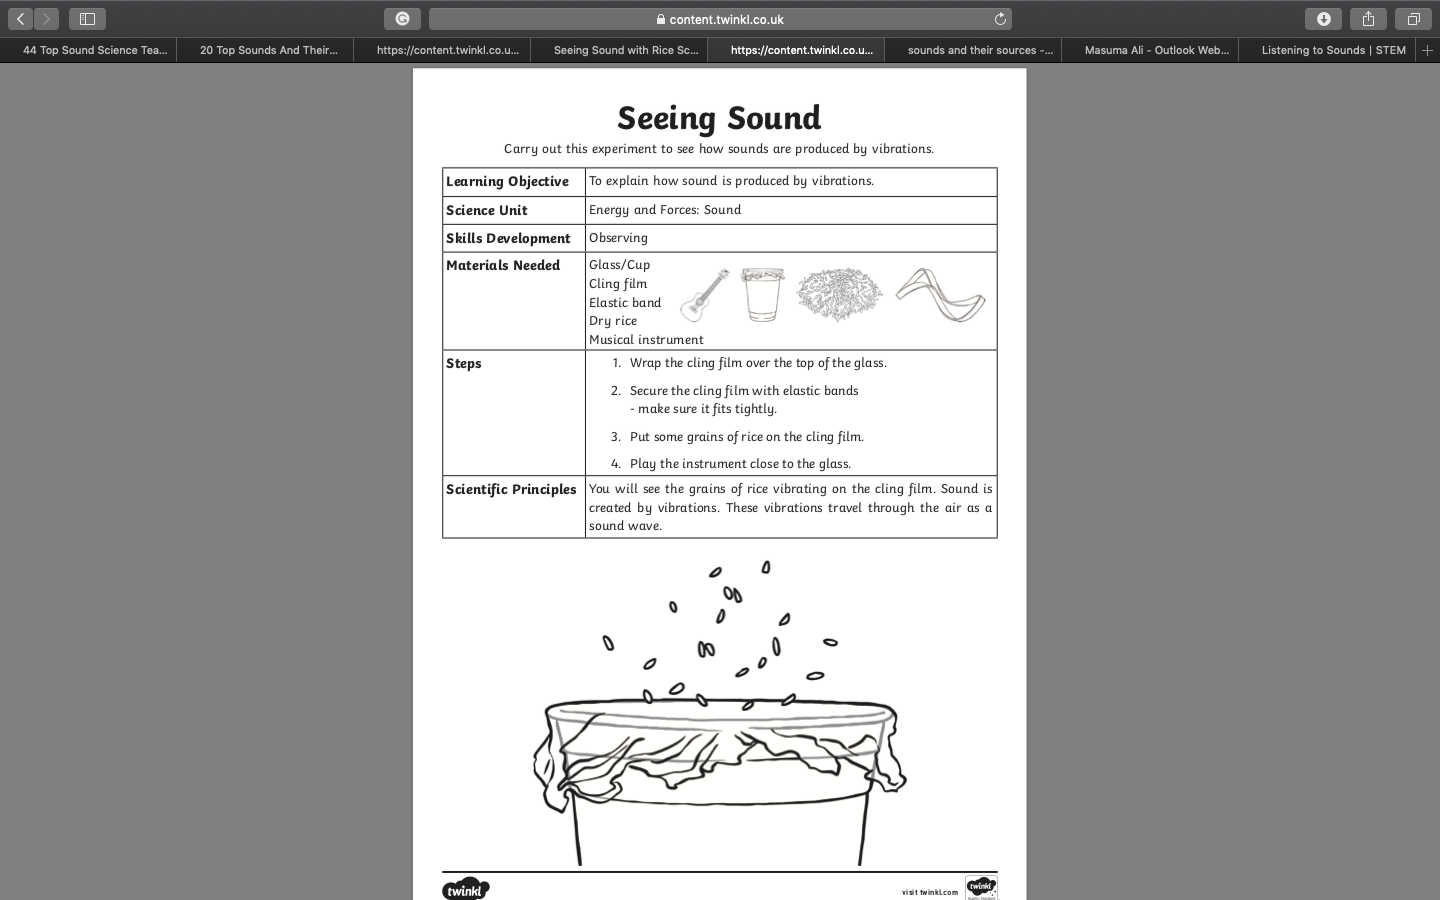 content.twinkl.co.uk
44 Top Sound Science Tea...
20 Top Sounds And Their...
https://content.twinkl.co.u...
Seeing Sound with Rice Sc...
https://content.twinkl.co.u...
sounds and their sources -...
Masuma Ali - Outlook Web...
Listening to Sounds | STEM
Seeing Sound
Carry out this experiment to see how sounds are produced by vibrations.
Learning Objective
To explain how sound is produced by vibrations.
Science Unit
Energy and Forces: Sound
Skills Development
Observing
Materials Needed
Glass/Cup
Cling film
Elastic band
Dry rice
Musical instrument
Steps
1. Wrap the cling film over the top of the glass.
2. Secure the cling film with elastic bands
- make sure it fits tightly.
3. Put some grains of rice on the cling film.
4. Play the instrument close to the glass.
Scientific Principles
You will see the grains of rice vibrating on the cling film. Sound is
created by vibrations. These vibrations travel through the air as a
sound wave.
twinkl
visit twinkl.com
twinkl